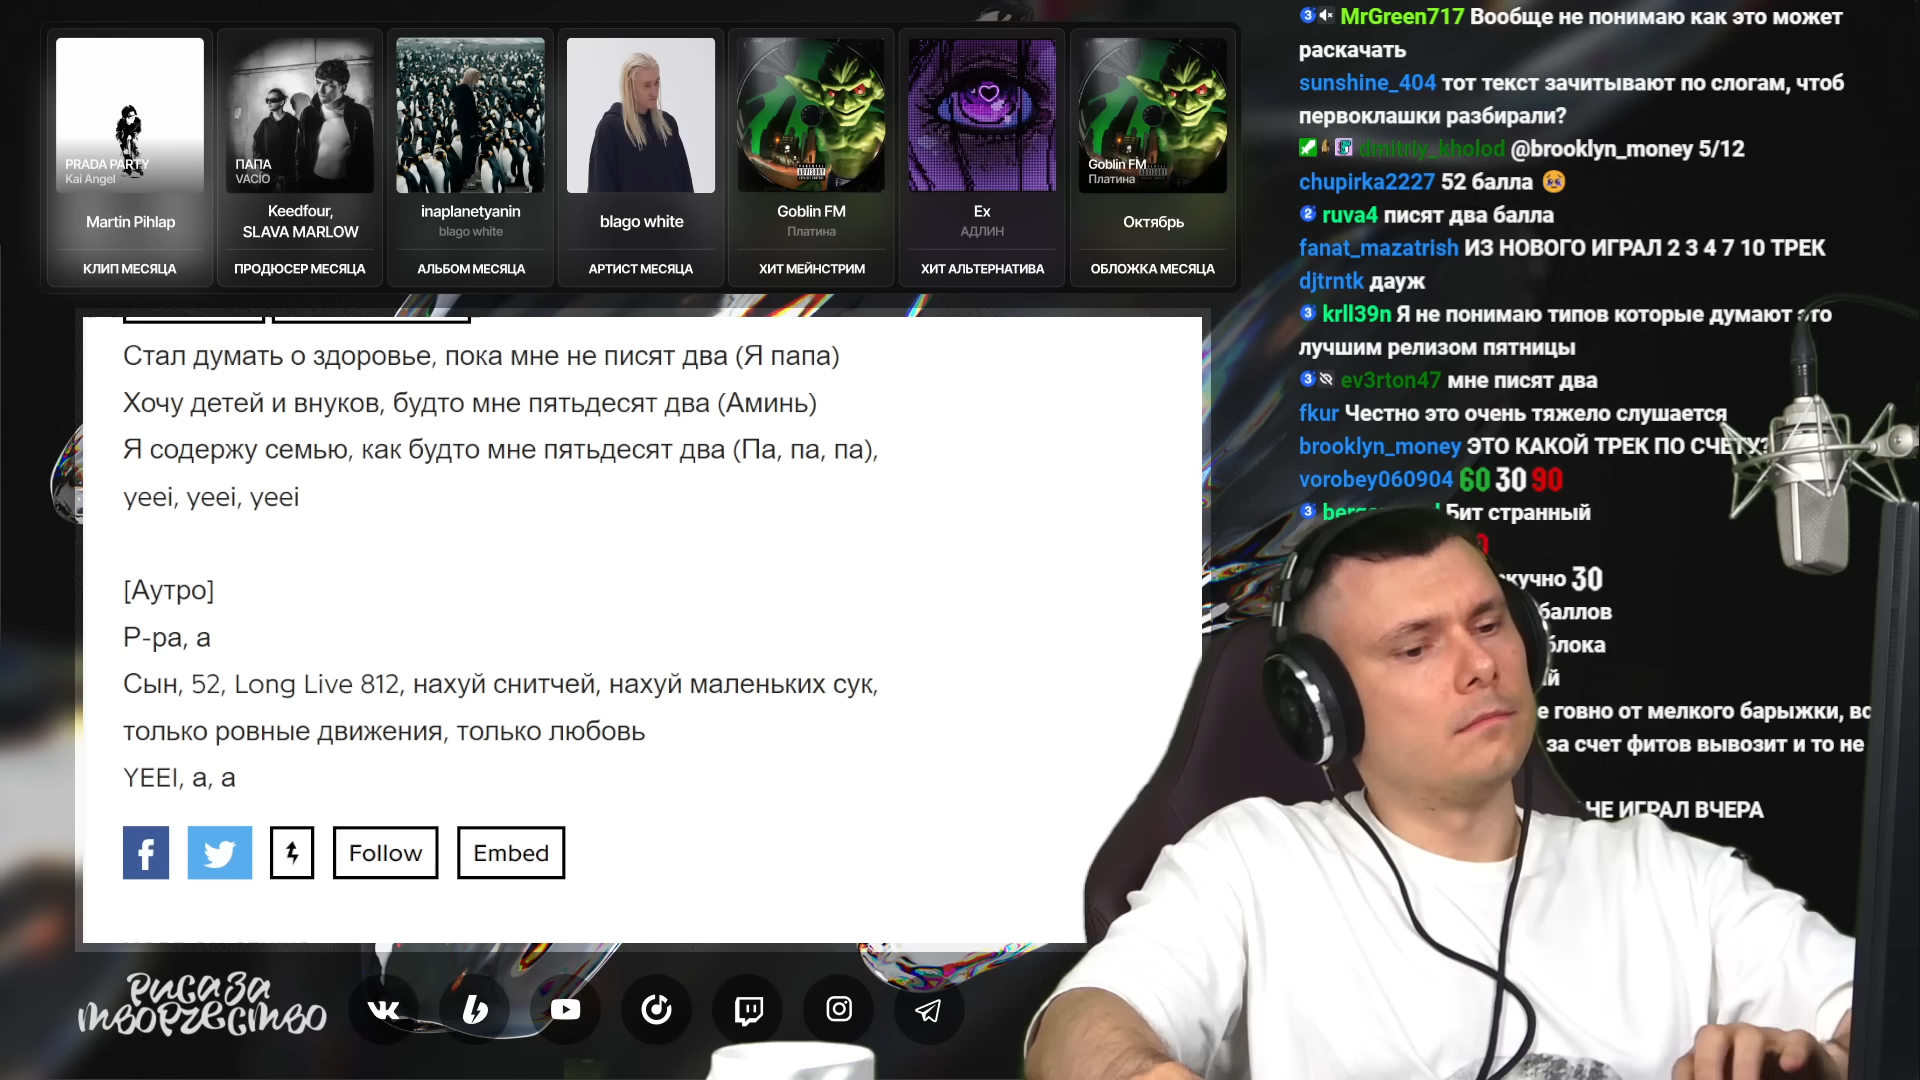 PRADA PARTY
Kai Angel
Martin Pihlap
КЛИП МЕСЯЦА
ПАПА
VACÍO
Keedfour,
SLAVA MARLOW
ПРОДЮСЕР МЕСЯЦА
inaplanetyanin
blago white
АЛЬБОМ МЕСЯЦА
blago white
АРТИСТ МЕСЯЦА
Goblin FM
Платина
ХИТ МЕЙНСТРИМ
Ex
АДЛИН
ХИТ АЛЬТЕРНАТИВА
Goblin FM
Платина
Октябрь
ОБЛОЖКА МЕСЯЦА
Стал думать о здоровье, пока мне не писят два (Я папа)
Хочу детей и внуков, будто мне пятьдесят два (Аминь)
Я содержу семью, как будто мне пятьдесят два (Па, па, па),
yeei, yeei, yeei
[Аутро]
Р-ра, а
Сын, 52, Long Live 812, нахуй снитчей, нахуй маленьких сук,
только ровные движения, только любовь
YEEI, а, а
Follow
Embed
РИСАЗА
ТВОРЧЕСТВО
MrGreen717 Вообще не понимаю как это может
раскачать
sunshine_404 тот текст зачитывают по слогам, чтоб
первоклашки разбирали?
dmitriy_kholod @brooklyn_money 5/12
chupirka2227 52 балла 🥹
ruva4 писят два балла
fanat_mazatrish ИЗ НОВОГО ИГРАЛ 2 3 4 7 10 ТРЕК
djtrntk дауж
krll39n Я не понимаю типов которые думают это
лучшим релизом пятницы
ev3rton47 мне писят два
fkur Честно это очень тяжело слушается
brooklyn_money ЭТО КАКОЙ ТРЕК ПО СЧЕТУ?
vorobey060904 60 30 90
Бит странный
30
баллов
говно от мелкого барыжки,
за счет фитов вывозит и то не
НЕ ИГРАЛ ВЧЕРА